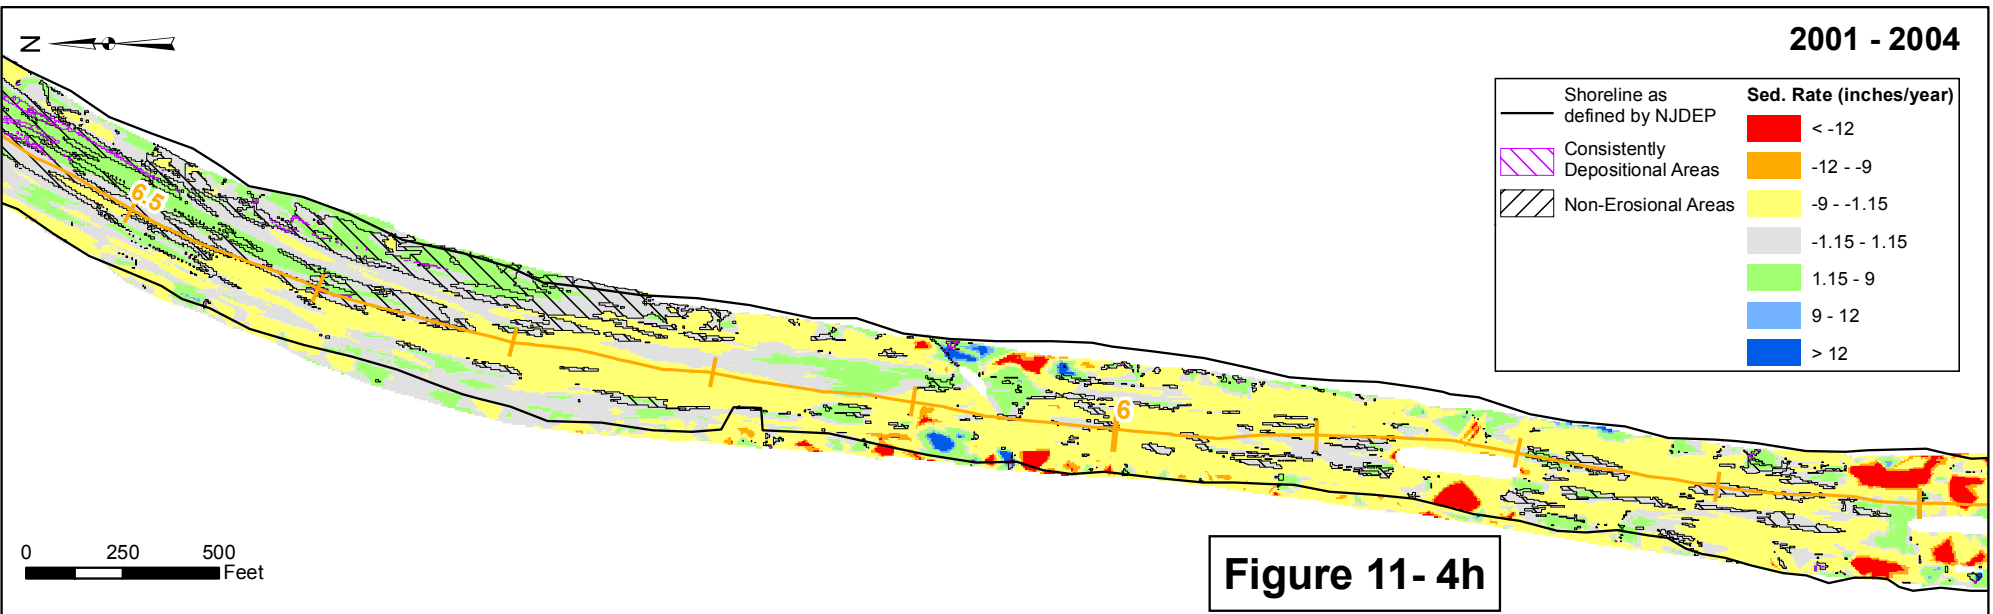 N
2001 - 2004
Shoreline as
defined by NJDEP
Consistently
Depositional Areas
Non-Erosional Areas
Sed. Rate (inches/year)
< -12
-12 - -9
-9 - -1.15
-1.15 - 1.15
1.15 - 9
9 - 12
> 12
6.5
6
0 250 500
Feet
Figure 11- 4h